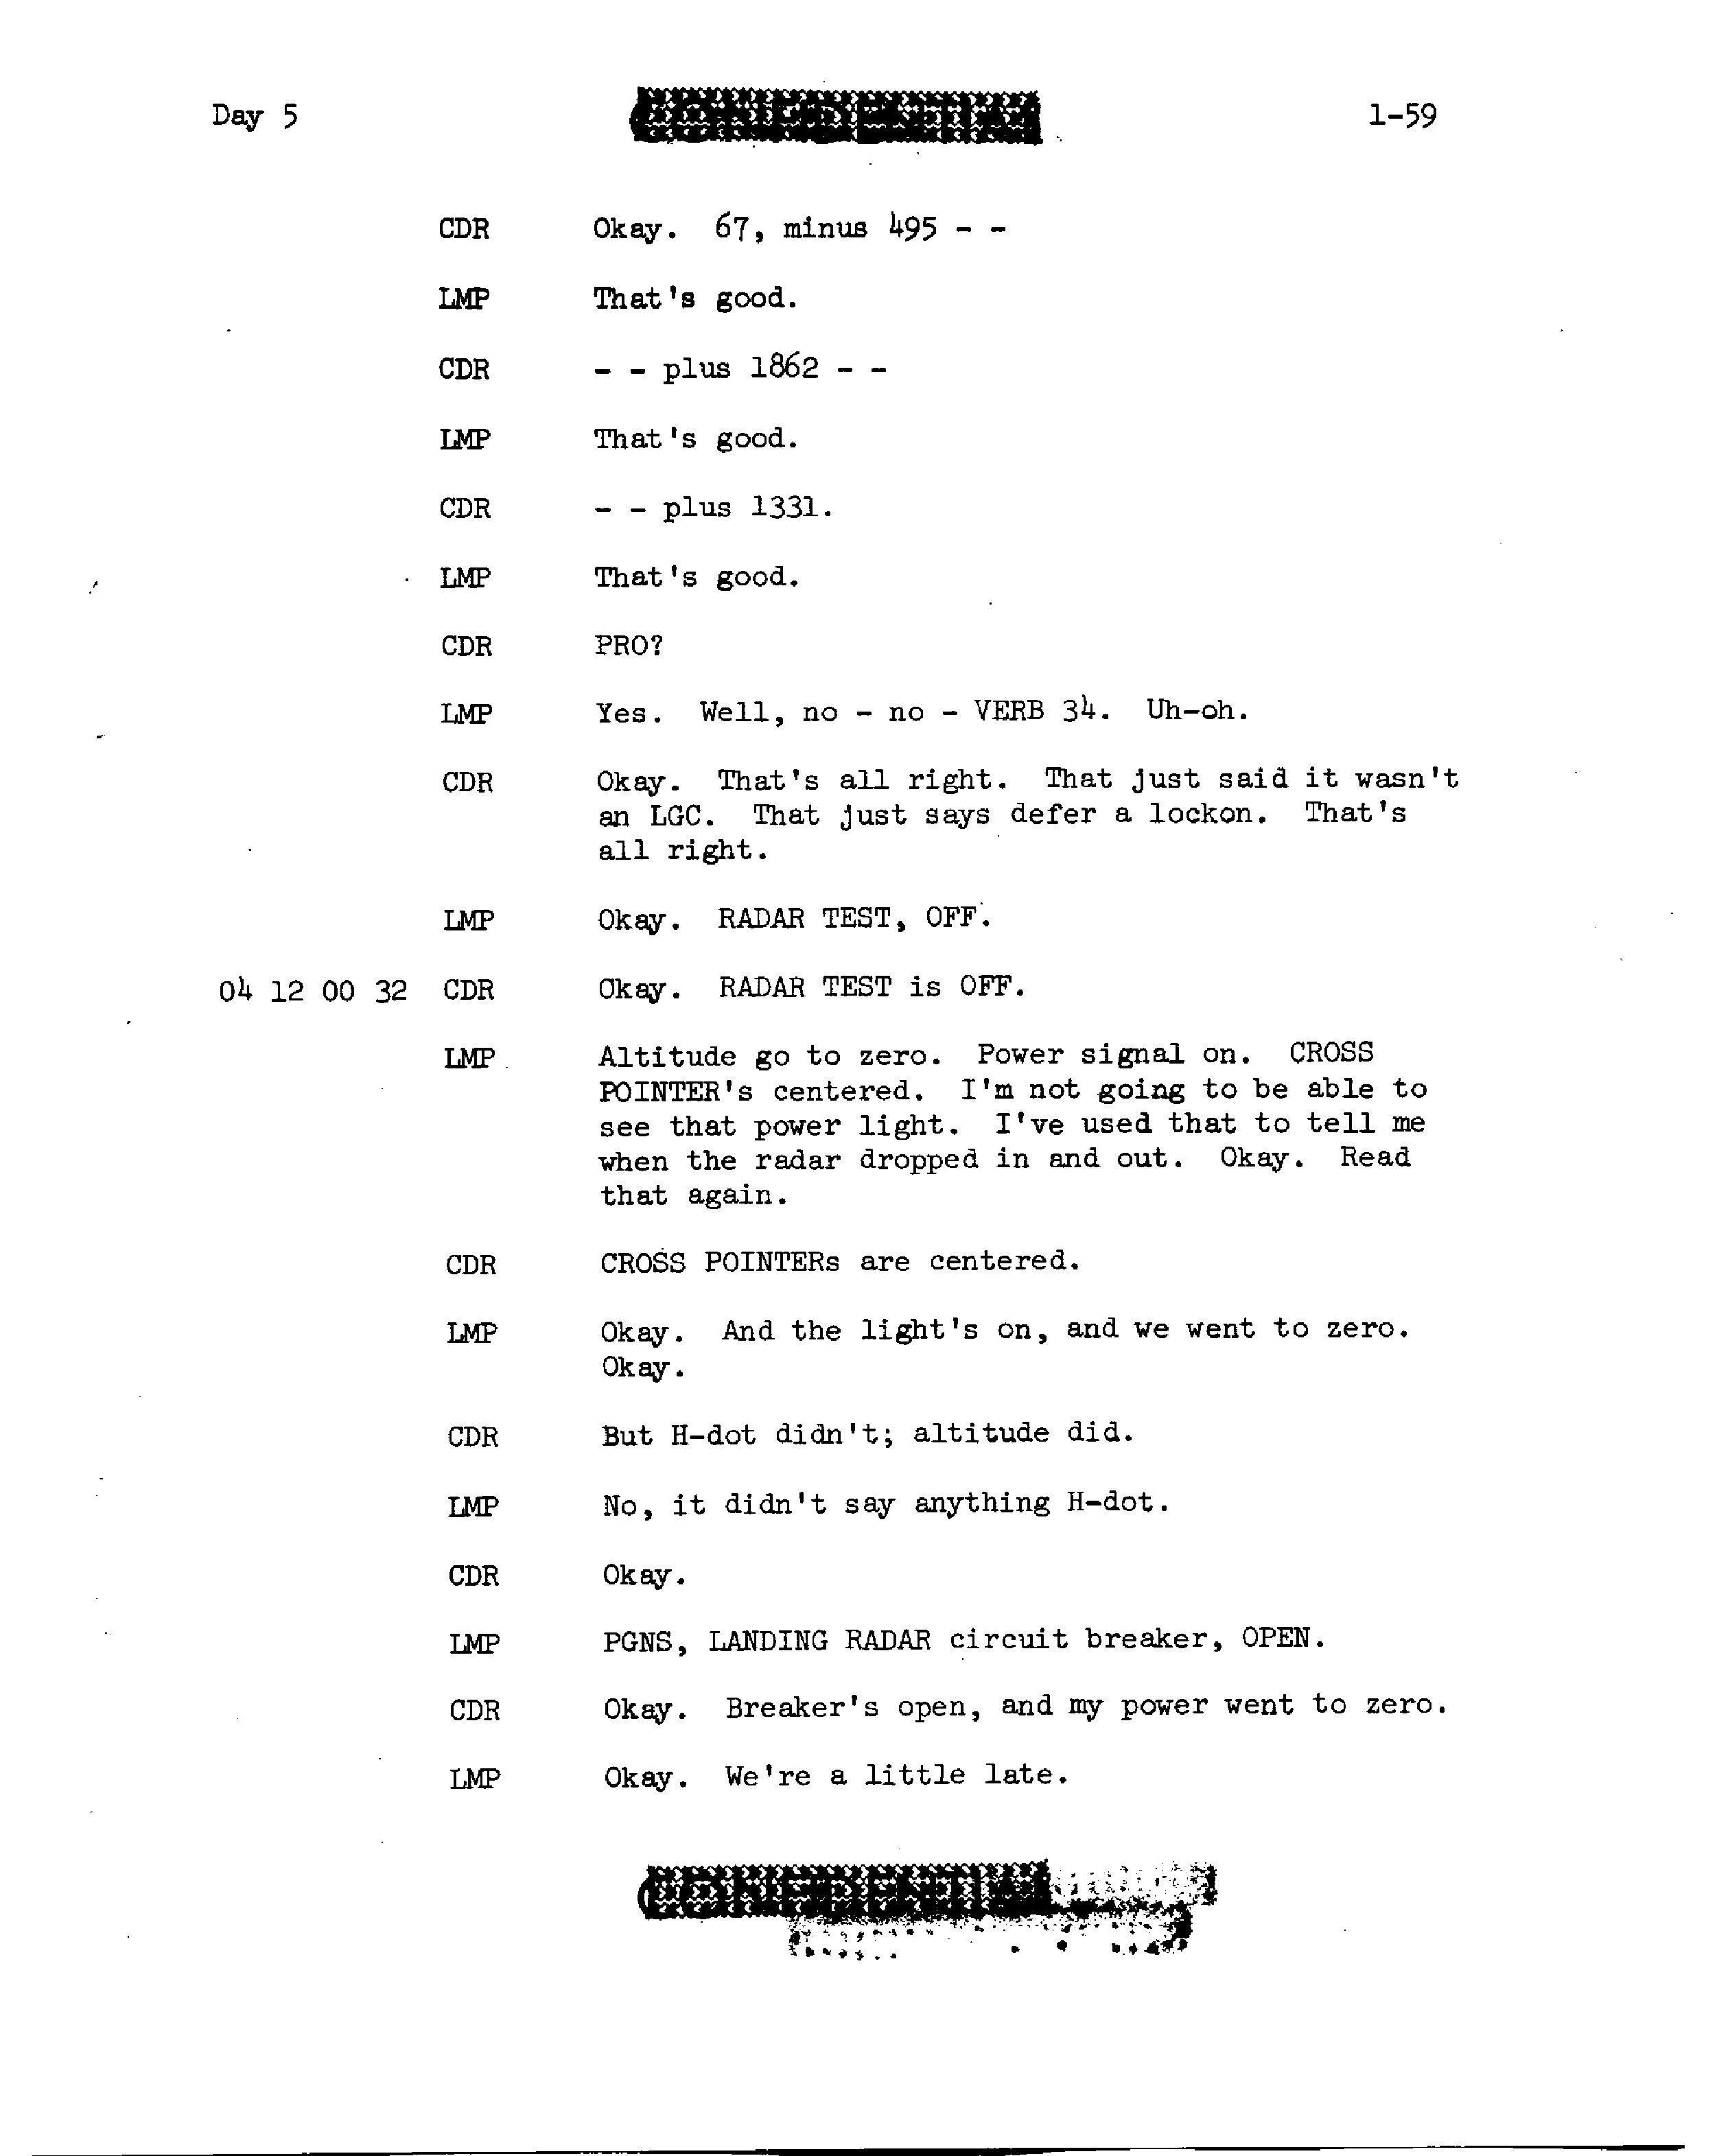 Day 5 CONFIDENTIAL 1-59
CDR Okay. 67, minus 495 - -
LMP That's good.
CDR - - plus 1862 - -
LMP That's good.
CDR - - plus 1331.
LMP That's good.
CDR PRO?
LMP Yes. Well, no - no - VERB 34. Uh-oh.
CDR Okay. That's all right. That just said it wasn't
an LGC. That just says defer a lockon. That's
all right.
LMP Okay. RADAR TEST, OFF.
04 12 00 32 CDR Okay. RADAR TEST is OFF.
LMP Altitude go to zero. Power signal on. CROSS
POINTER's centered. I'm not going to be able to
see that power light. I've used that to tell me
when the radar dropped in and out. Okay. Read
that again.
CDR CROSS POINTERs are centered.
LMP Okay. And the light's on, and we went to zero.
Okay.
CDR But H-dot didn't; altitude did.
LMP No, it didn't say anything H-dot.
CDR Okay.
LMP PGNS, LANDING RADAR circuit breaker, OPEN.
CDR Okay. Breaker's open, and my power went to zero.
LMP Okay. We're a little late.
CONFIDENTIAL